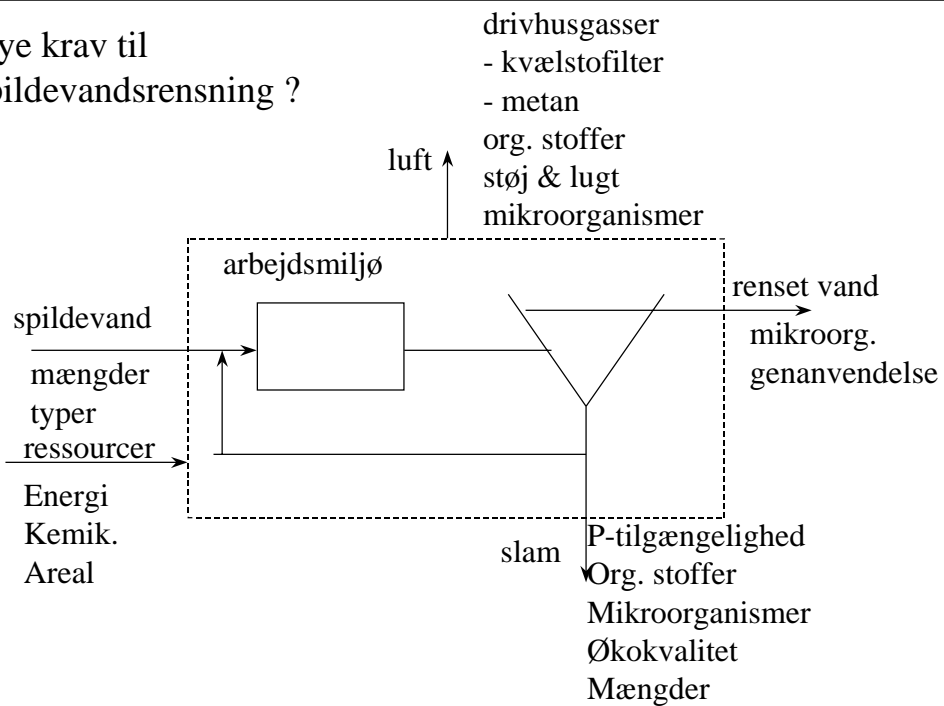 ye krav til
pildevandsrensning ?
drivhusgasser
- kvælstofilter
- metan
org. stoffer
støj & lugt
mikroorganismer
luft
arbejdsmiljø
spildevand
mængder
typer
ressourcer
Energi
Kemik.
Areal
renset vand
mikroorg.
genanvendelse
slam
P-tilgængelighed
Org. stoffer
Mikroorganismer
Økokvalitet
Mængder